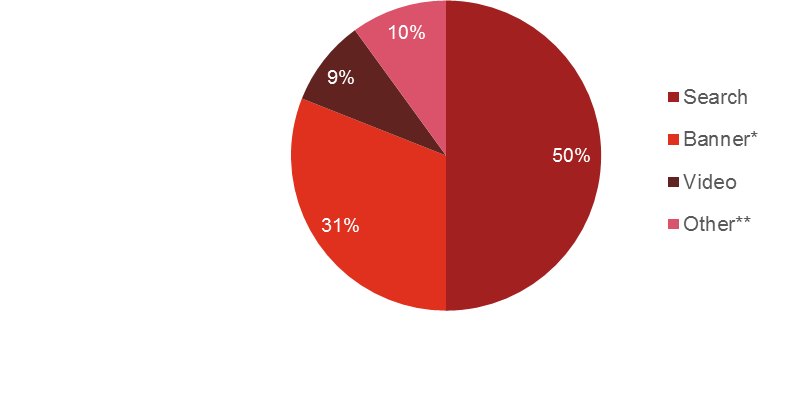 10%
9%
50%
31%
Search
Banner*
Video
Other**